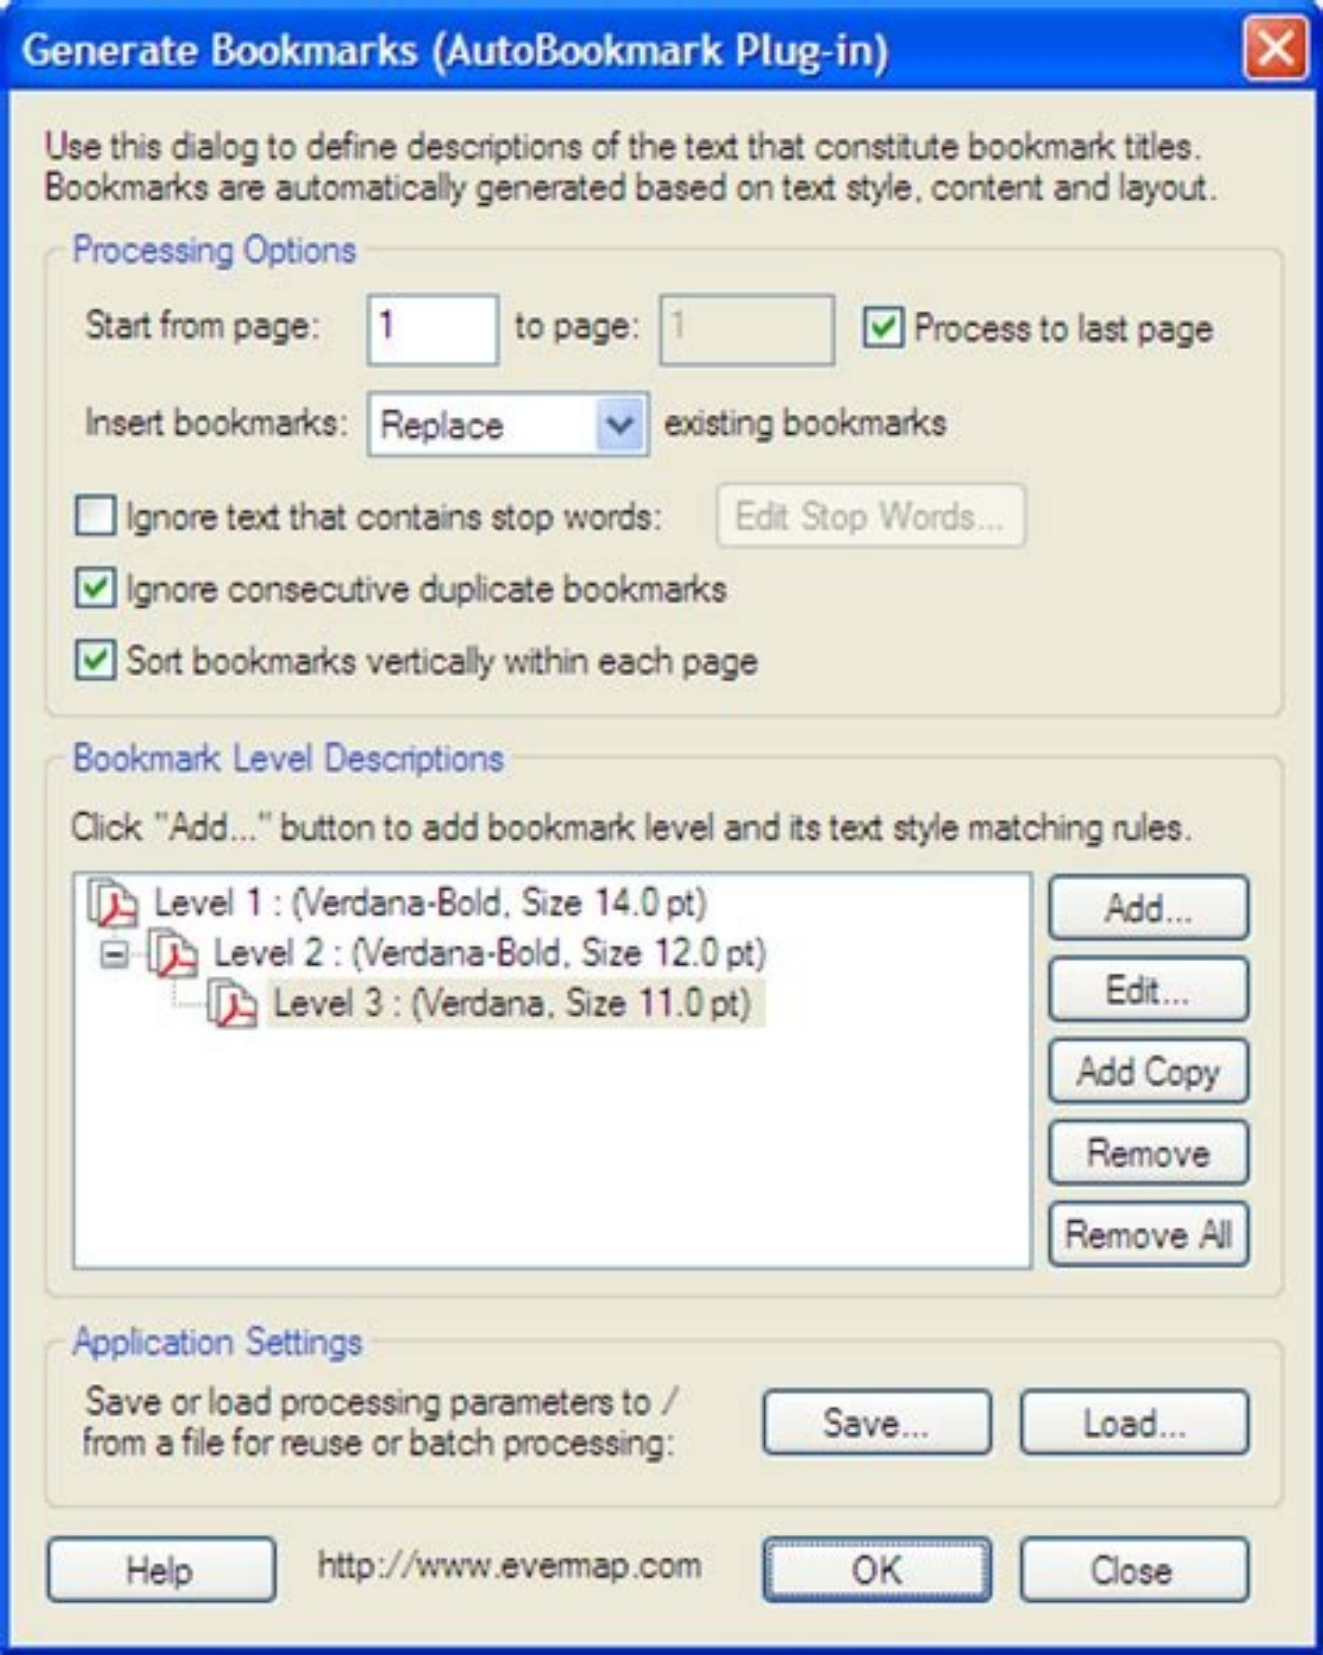 Generate Bookmarks (AutoBookmark Plug-in)
Use this dialog to define descriptions of the text that constitute bookmark titles.
Bookmarks are automatically generated based on text style, content and layout.
Processing Options
Start from page: 1 to page: 1 Process to last page
Insert bookmarks: Replace existing bookmarks
Ignore text that contains stop words: Edit Stop Words...
Ignore consecutive duplicate bookmarks
Sort bookmarks vertically within each page
Bookmark Level Descriptions
Click "Add..." button to add bookmark level and its text style matching rules.
Level 1 : (Verdana-Bold, Size 14.0 pt)
Level 2 : (Verdana-Bold, Size 12.0 pt)
Level 3 : (Verdana, Size 11.0 pt)
Add...
Edit...
Add Copy
Remove
Remove All
Application Settings
Save or load processing parameters to /
from a file for reuse or batch processing:
Save... Load...
Help http://www.evermap.com OK Close